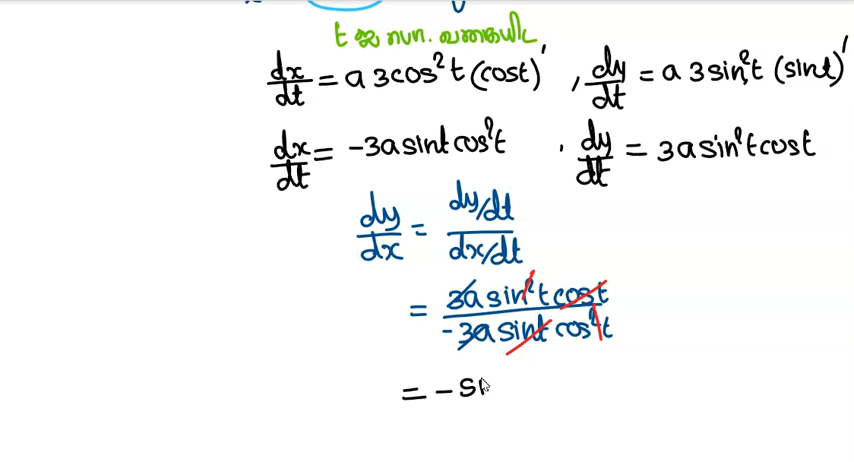 t ஐ பொ. வகையிட
dx/dt = a 3cos²t (cost)' , dy/dt = a 3sin²t (sint)'
dx/dt = -3a sint cos²t , dy/dt = 3a sin²t cost
dy/dx = (dy/dt)/(dx/dt)
= (3a sin²t cost)/(-3a sint cos²t)
= - s